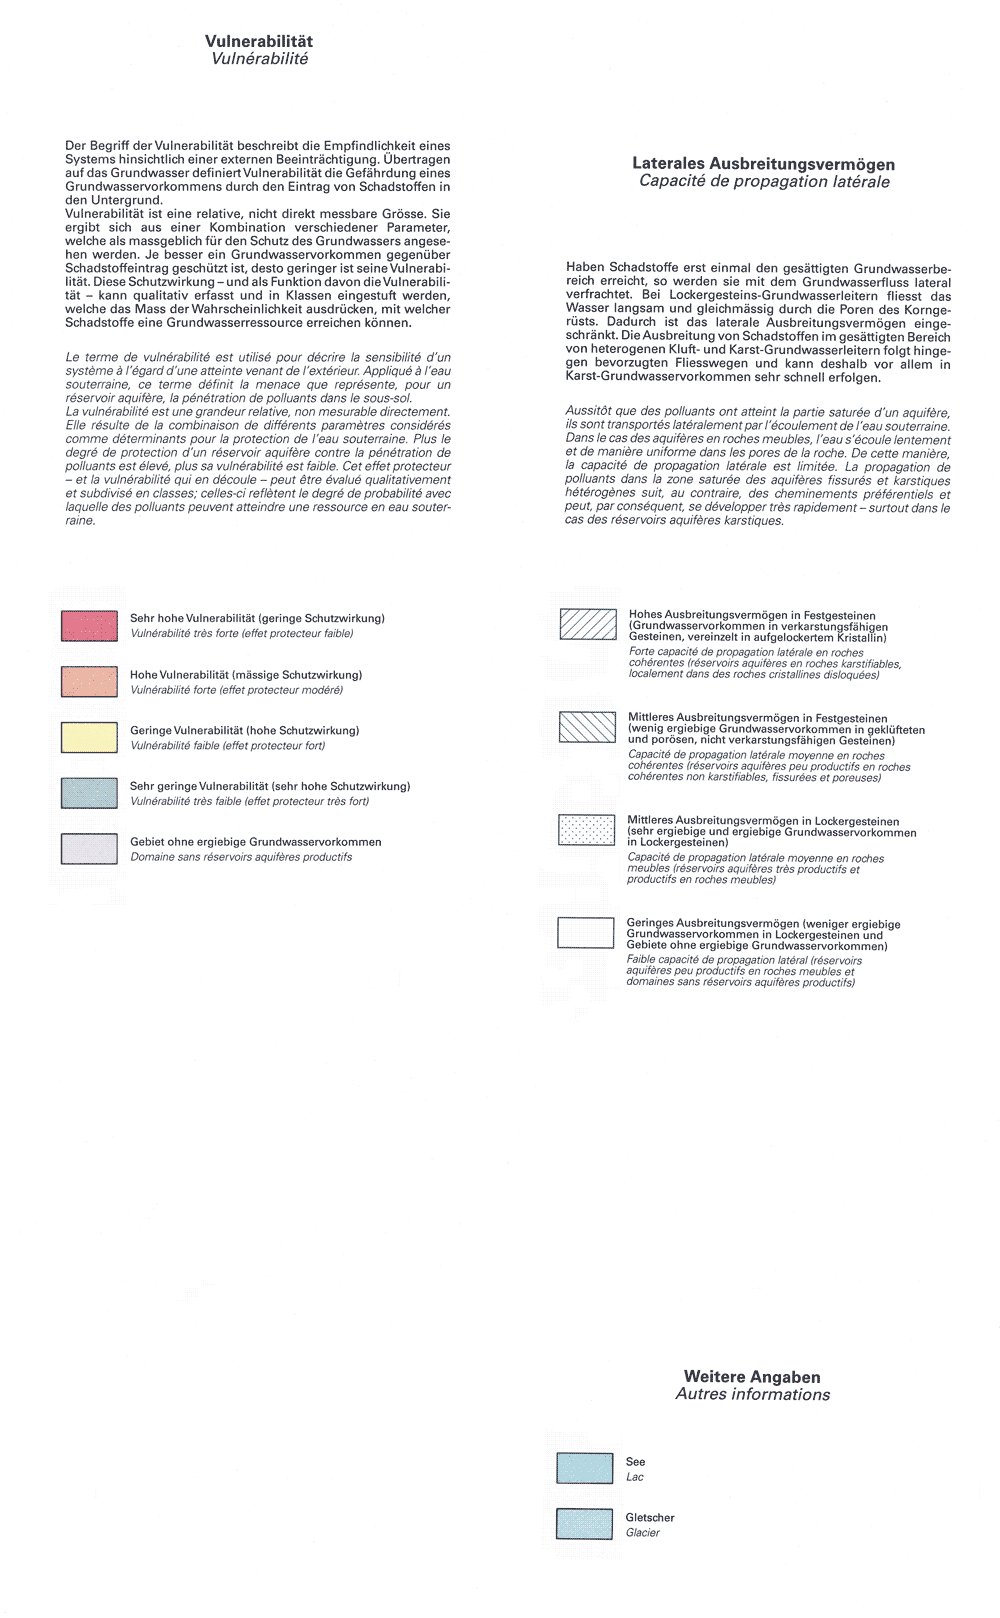 Vulnerabilität
Vulnérabilité
Der Begriff der Vulnerabilität beschreibt die Empfindlichkeit eines
Systems hinsichtlich einer externen Beeinträchtigung. Übertragen
auf das Grundwasser definiert Vulnerabilität die Gefährdung eines
Grundwasservorkommens durch den Eintrag von Schadstoffen in
den Untergrund.
Vulnerabilität ist eine relative, nicht direkt messbare Grösse. Sie
ergibt sich aus einer Kombination verschiedener Parameter,
welche als massgeblich für den Schutz des Grundwassers angese-
hen werden. Je besser ein Grundwasservorkommen gegenüber
Schadstoffeintrag geschützt ist, desto geringer ist seine Vulnerabi-
lität. Diese Schutzwirkung – und als Funktion davon die Vulnerabili-
tät – kann qualitativ erfasst und in Klassen eingestuft werden,
welche das Mass der Wahrscheinlichkeit ausdrücken, mit welcher
Schadstoffe eine Grundwasserressource erreichen können.
Le terme de vulnérabilité est utilisé pour décrire la sensibilité d'un
système à l'égard d'une atteinte venant de l'extérieur. Appliqué à l'eau
souterraine, ce terme définit la menace que représente, pour un
réservoir aquifère, la pénétration de polluants dans le sous-sol.
La vulnérabilité est une grandeur relative, non mesurable directement.
Elle résulte de la combinaison de différents paramètres considérés
comme déterminants pour la protection de l'eau souterraine. Plus le
degré de protection d'un réservoir aquifère contre la pénétration de
polluants est élevé, plus sa vulnérabilité est faible. Cet effet protecteur
– et la vulnérabilité qui en découle – peut être évalué qualitativement
et subdivisé en classes; celles-ci reflètent le degré de probabilité avec
laquelle des polluants peuvent atteindre une ressource en eau souter-
raine.
Sehr hohe Vulnerabilität (geringe Schutzwirkung)
Vulnérabilité très forte (effet protecteur faible)
Hohe Vulnerabilität (mässige Schutzwirkung)
Vulnérabilité forte (effet protecteur modéré)
Geringe Vulnerabilität (hohe Schutzwirkung)
Vulnérabilité faible (effet protecteur fort)
Sehr geringe Vulnerabilität (sehr hohe Schutzwirkung)
Vulnérabilité très faible (effet protecteur très fort)
Gebiet ohne ergiebige Grundwasservorkommen
Domaine sans réservoirs aquifères productifs
Laterales Ausbreitungsvermögen
Capacité de propagation latérale
Haben Schadstoffe erst einmal den gesättigten Grundwasserbe-
reich erreicht, so werden sie mit dem Grundwasserfluss lateral
verfrachtet. Bei Lockergesteins-Grundwasserleitern fliesst das
Wasser langsam und gleichmässig durch die Poren des Kornge-
rüsts. Dadurch ist das laterale Ausbreitungsvermögen einge-
schränkt. Die Ausbreitung von Schadstoffen im gesättigten Bereich
von heterogenen Kluft- und Karst-Grundwasserleitern folgt hinge-
gen bevorzugten Fliesswegen und kann deshalb vor allem in
Karst-Grundwasservorkommen sehr schnell erfolgen.
Aussitôt que des polluants ont atteint la partie saturée d'un aquifère,
ils sont transportés latéralement par l'écoulement de l'eau souterraine.
Dans le cas des aquifères en roches meubles, l'eau s'écoule lentement
et de manière uniforme dans les pores de la roche. De cette manière,
la capacité de propagation latérale est limitée. La propagation de
polluants dans la zone saturée des aquifères fissurés et karstiques
hétérogènes suit, au contraire, des cheminements préférentiels et
peut, par conséquent, se développer très rapidement – surtout dans le
cas des réservoirs aquifères karstiques.
Hohes Ausbreitungsvermögen in Festgesteinen
(Grundwasservorkommen in verkarstungsfähigen
Gesteinen, vereinzelt in aufgelockertem Kristallin)
Forte capacité de propagation latérale en roches
cohérentes (réservoirs aquifères en roches karstifiables,
localement dans des roches cristallines disloquées)
Mittleres Ausbreitungsvermögen in Festgesteinen
(wenig ergiebige Grundwasservorkommen in geklüfteten
und porösen, nicht verkarstungsfähigen Gesteinen)
Capacité de propagation latérale moyenne en roches
cohérentes (réservoirs aquifères peu productifs en roches
cohérentes non karstifiables, fissurées et poreuses)
Mittleres Ausbreitungsvermögen in Lockergesteinen
(sehr ergiebige und ergiebige Grundwasservorkommen
in Lockergesteinen)
Capacité de propagation latérale moyenne en roches
meubles (réservoirs aquifères très productifs et
productifs en roches meubles)
Geringes Ausbreitungsvermögen (weniger ergiebige
Grundwasservorkommen in Lockergesteinen und
Gebiete ohne ergiebige Grundwasservorkommen)
Faible capacité de propagation latéral (réservoirs
aquifères peu productifs en roches meubles et
domaines sans réservoirs aquifères productifs)
Weitere Angaben
Autres informations
See
Lac
Gletscher
Glacier